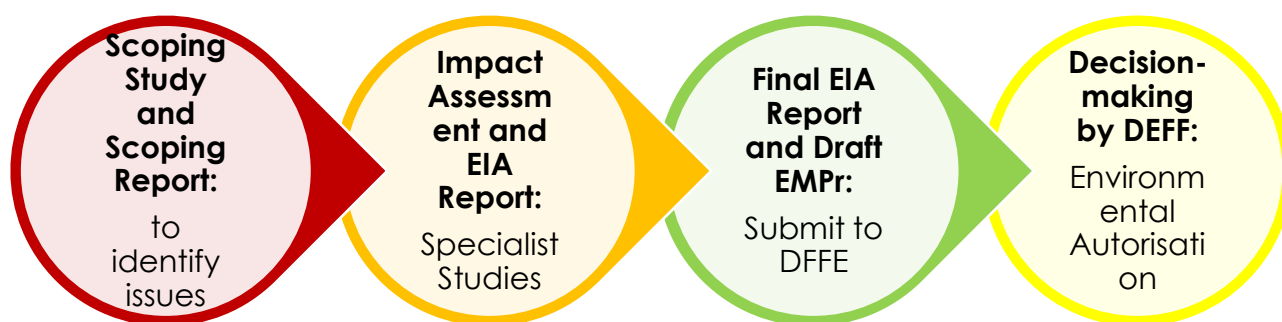 Scoping
Study
and
Scoping
Report:
to
identify
issues
Impact
Assessm
ent and
EIA
Report:
Specialist
Studies
Final EIA
Report
and Draft
EMPr:
Submit to
DFFE
Decision-
making
by DEFF:
Environm
ental
Autorisati
on